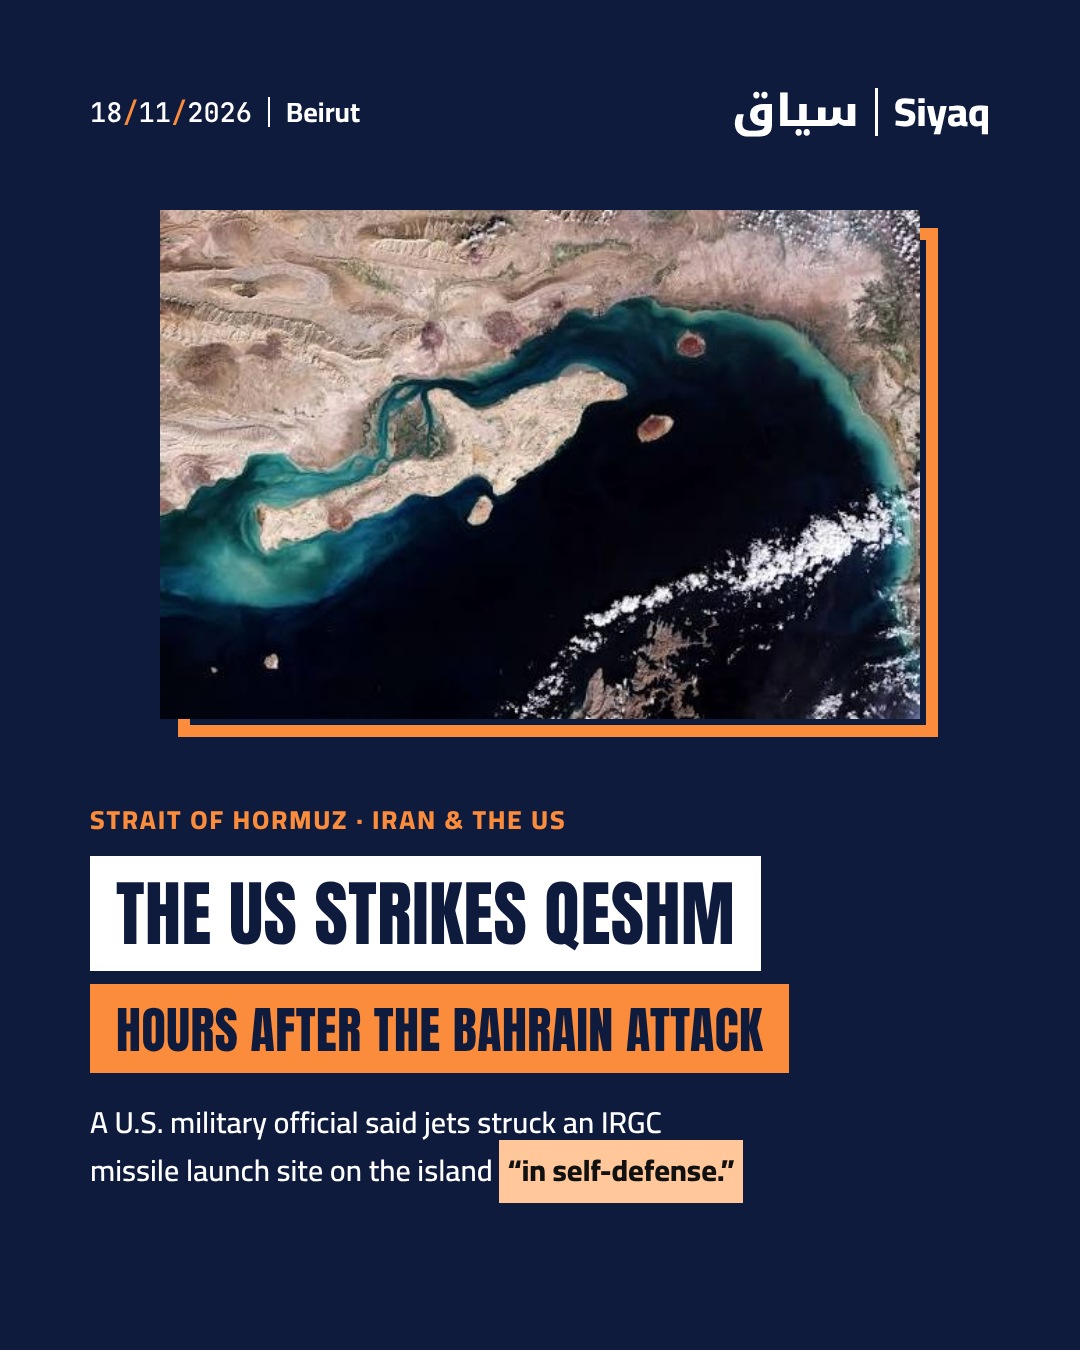 18/11/2026 | Beirut
سياق | Siyaq
STRAIT OF HORMUZ · IRAN & THE US
THE US STRIKES QESHM
HOURS AFTER THE BAHRAIN ATTACK
A U.S. military official said jets struck an IRGC
missile launch site on the island “in self-defense.”